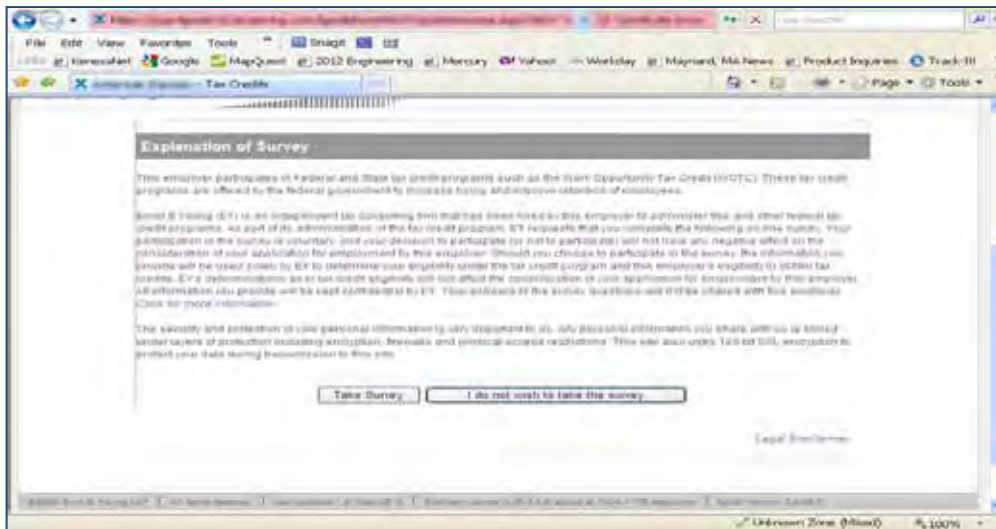 File Edit View Favorites Tools » SnagIt
KenexaNet Google MapQuest 2012 Engineering Mercury Yahoo! Workday Maynard, MA News Product Inquiries Track-It!
Tax Credits Page Tools
Explanation of Survey
This employer participates in Federal and State tax credit programs such as the Work Opportunity Tax Credit (WOTC). These tax credit
programs are offered by the federal government to increase hiring and improve retention of employees.
Ernst & Young (EY) is an independent tax consulting firm that has been hired by this employer to administer this and other federal tax
credit programs. As part of its administration of the tax credit program, EY requests that you complete the following on-line survey. Your
participation in the survey is voluntary, and your decision to participate (or not to participate) will not have any negative effect on the
consideration of your application for employment by this employer. Should you choose to participate in the survey, the information you
provide will be used solely by EY to determine your eligibility under the tax credit program and this employer's eligibility to obtain tax
credits. EY's determination as to tax credit eligibility will not affect the consideration of your application for employment by this employer.
All information you provide will be kept confidential by EY. Your answers to the survey questions will not be shared with this employer.
Click for more information
The security and protection of your personal information is very important to us. Any personal information you share with us is stored
under layers of protection including encryption, firewalls and physical access restrictions. This site also uses 128 bit SSL encryption to
protect your data during transmission to this site.
Take Survey I do not wish to take the survey
Legal Disclaimer
Unknown Zone (Mixed) 100%